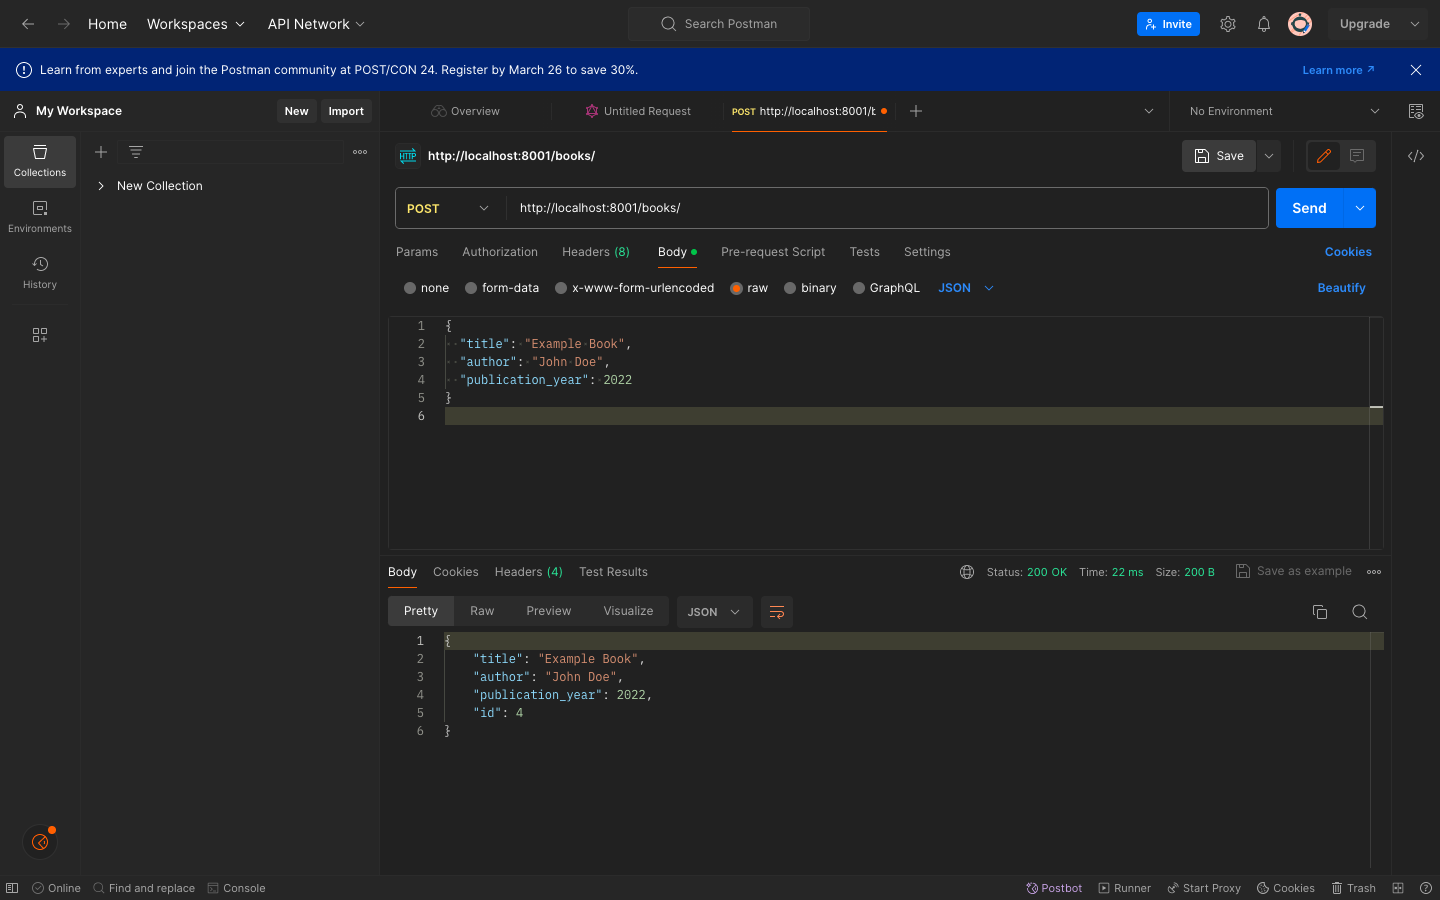 Home Workspaces API Network Search Postman Invite Upgrade
Learn from experts and join the Postman community at POST/CON 24. Register by March 26 to save 30%. Learn more
My Workspace New Import Overview Untitled Request POST http://localhost:8001/b No Environment
HTTP http://localhost:8001/books/ Save
Collections
New Collection
Environments
History
POST http://localhost:8001/books/ Send
Params Authorization Headers (8) Body Pre-request Script Tests Settings Cookies
none form-data x-www-form-urlencoded raw binary GraphQL JSON Beautify
1 {
2 "title": "Example Book",
3 "author": "John Doe",
4 "publication_year": 2022
5 }
6
Body Cookies Headers (4) Test Results Status: 200 OK Time: 22 ms Size: 200 B Save as example
Pretty Raw Preview Visualize JSON
1 {
2 "title": "Example Book",
3 "author": "John Doe",
4 "publication_year": 2022,
5 "id": 4
6 }
Online Find and replace Console Postbot Runner Start Proxy Cookies Trash